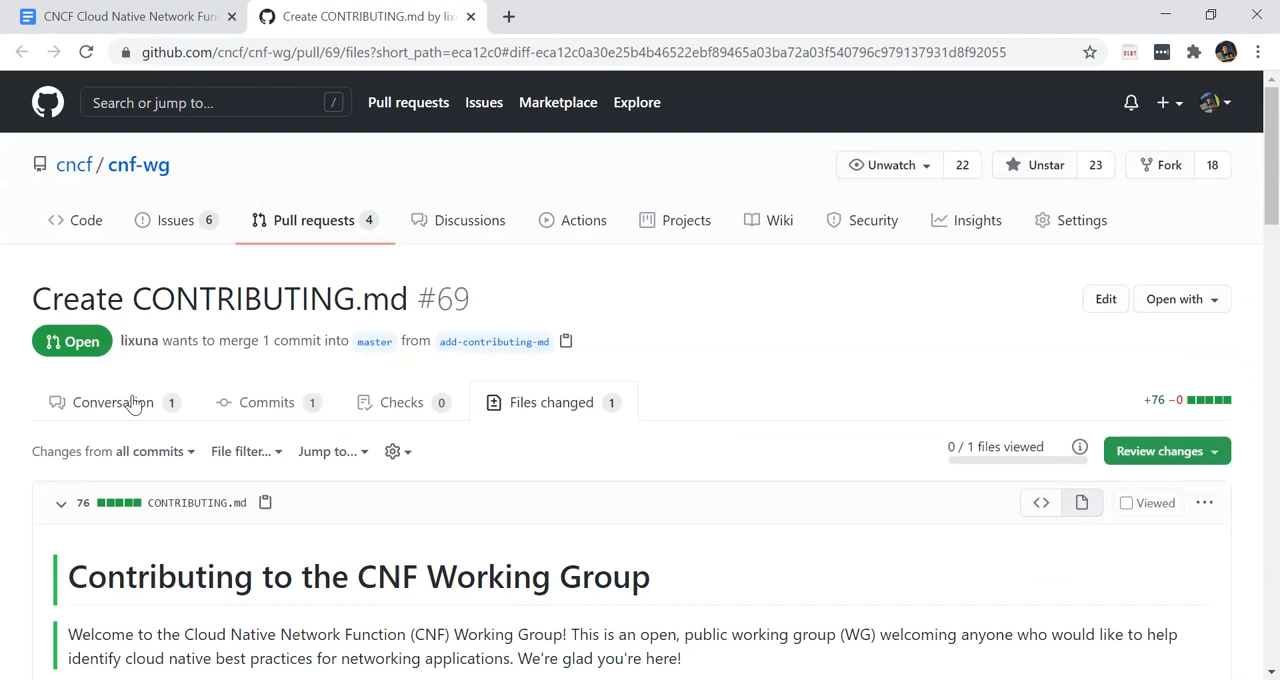 CNCF Cloud Native Network Fun
Create CONTRIBUTING.md by lixu
github.com/cncf/cnf-wg/pull/69/files?short_path=eca12c0#diff-eca12c0a30e25b4b46522ebf89465a03ba72a03f540796c979137931d8f92055
Search or jump to... /
Pull requests Issues Marketplace Explore
cncf / cnf-wg
Unwatch 22 Unstar 23 Fork 18
Code Issues 6 Pull requests 4 Discussions Actions Projects Wiki Security Insights Settings
Create CONTRIBUTING.md #69
Edit Open with
Open lixuna wants to merge 1 commit into master from add-contributing-md
Conversation 1 Commits 1 Checks 0 Files changed 1
+76 −0
Changes from all commits File filter... Jump to...
0 / 1 files viewed Review changes
76 CONTRIBUTING.md
Viewed
Contributing to the CNF Working Group
Welcome to the Cloud Native Network Function (CNF) Working Group! This is an open, public working group (WG) welcoming anyone who would like to help
identify cloud native best practices for networking applications. We're glad you're here!